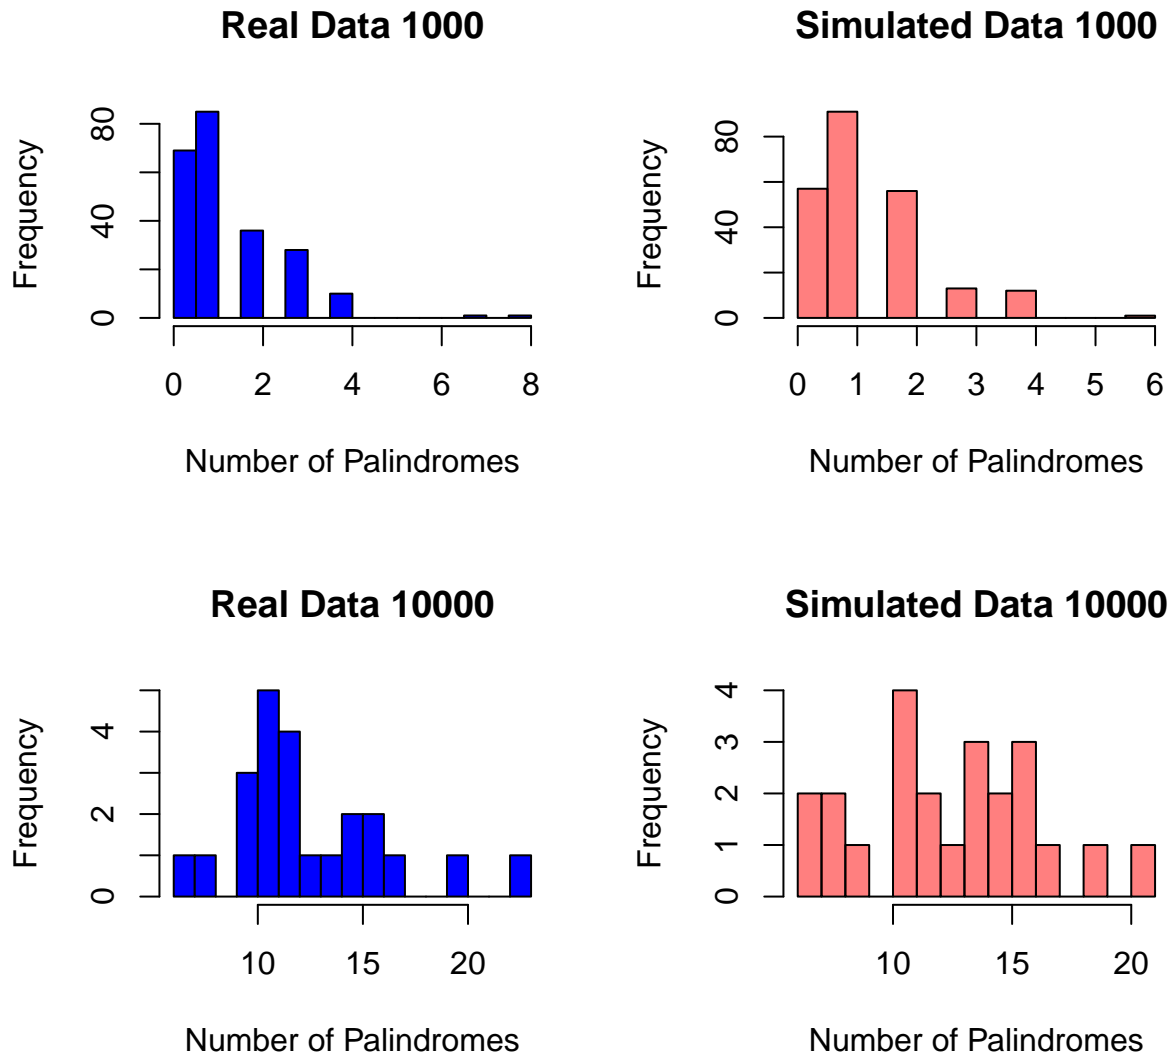 Real Data 1000
Frequency
0
40
80
0 2 4 6 8
Number of Palindromes
Simulated Data 1000
Frequency
0
40
80
0 1 2 3 4 5 6
Number of Palindromes
Real Data 10000
Frequency
0
2
4
10 15 20
Number of Palindromes
Simulated Data 10000
Frequency
0
1
2
3
4
10 15 20
Number of Palindromes